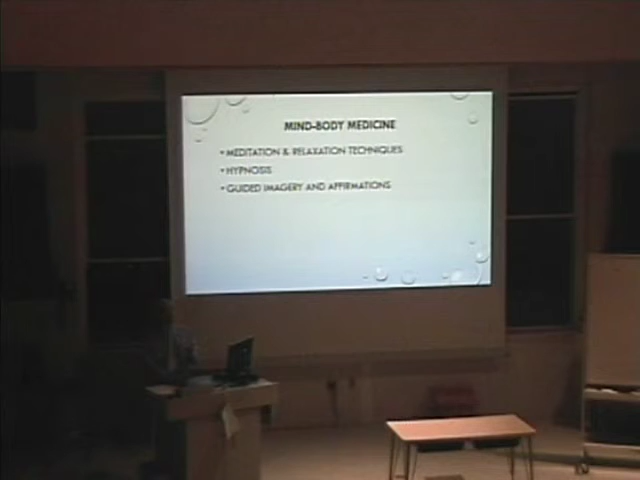 MIND-BODY MEDICINE
• MEDITATION & RELAXATION TECHNIQUES
• HYPNOSIS
• GUIDED IMAGERY AND AFFIRMATIONS